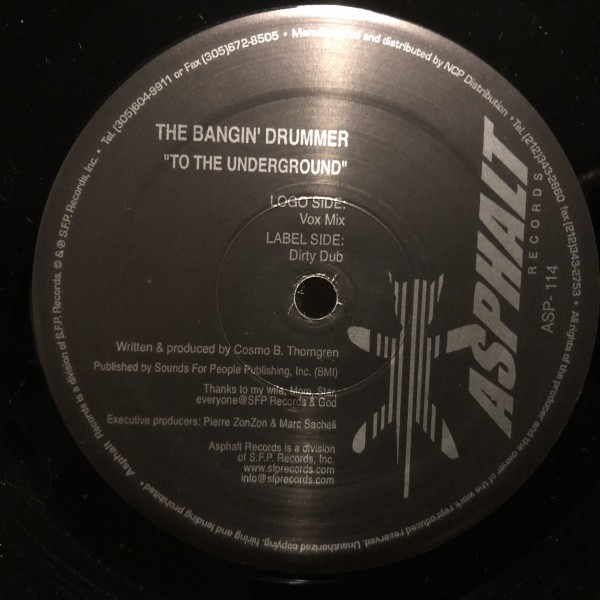 THE BANGIN' DRUMMER
"TO THE UNDERGROUND"
LOGO SIDE:
Vox Mix
LABEL SIDE:
Dirty Dub
Written & produced by Cosmo B. Thorngren
Published by Sounds For People Publishing, Inc. (BMI)
Thanks to my wife, Mom, Star,
everyone@SFP Records & God
Executive producers: Pierre ZonZon & Marc Sacheli
Asphalt Records is a division
of S.F.P. Records, Inc.
www.sfprecords.com
info@sfprecords.com
ASPHALT
RECORDS
ASP-114
Asphalt Records is division of S.F.P. Records. © & ℗ S.F.P. Records, Inc. • Tel. (305)604-9911 or Fax (305)672-8505 • Manufactured and distributed by NCP Distribution • Tel. (212)343-2660 fax (212)343-2753 • All rights of the producer and the owner of the work reproduced reserved. Unauthorized copying, hiring and lending prohibited •